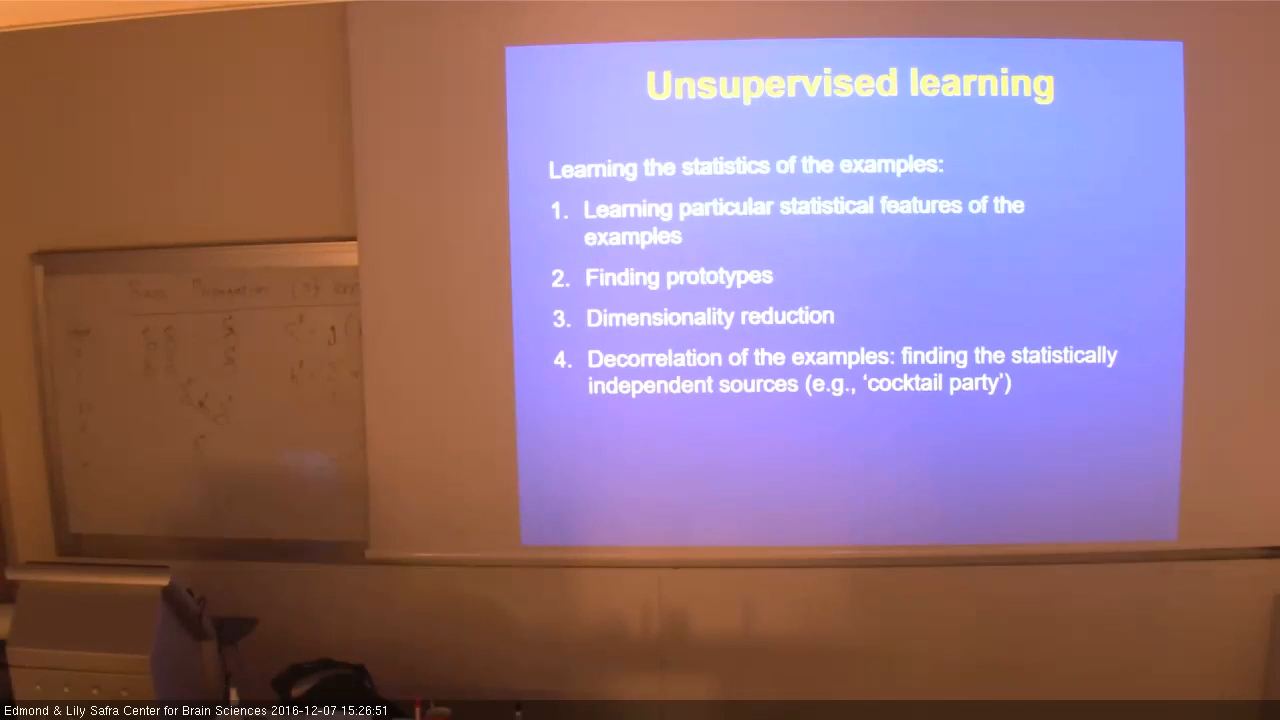 Unsupervised learning
Learning the statistics of the examples:
1. Learning particular statistical features of the
examples
2. Finding prototypes
3. Dimensionality reduction
4. Decorrelation of the examples: finding the statistically
independent sources (e.g., ‘cocktail party’)
Edmond & Lily Safra Center for Brain Sciences 2016-12-07 15:26:51